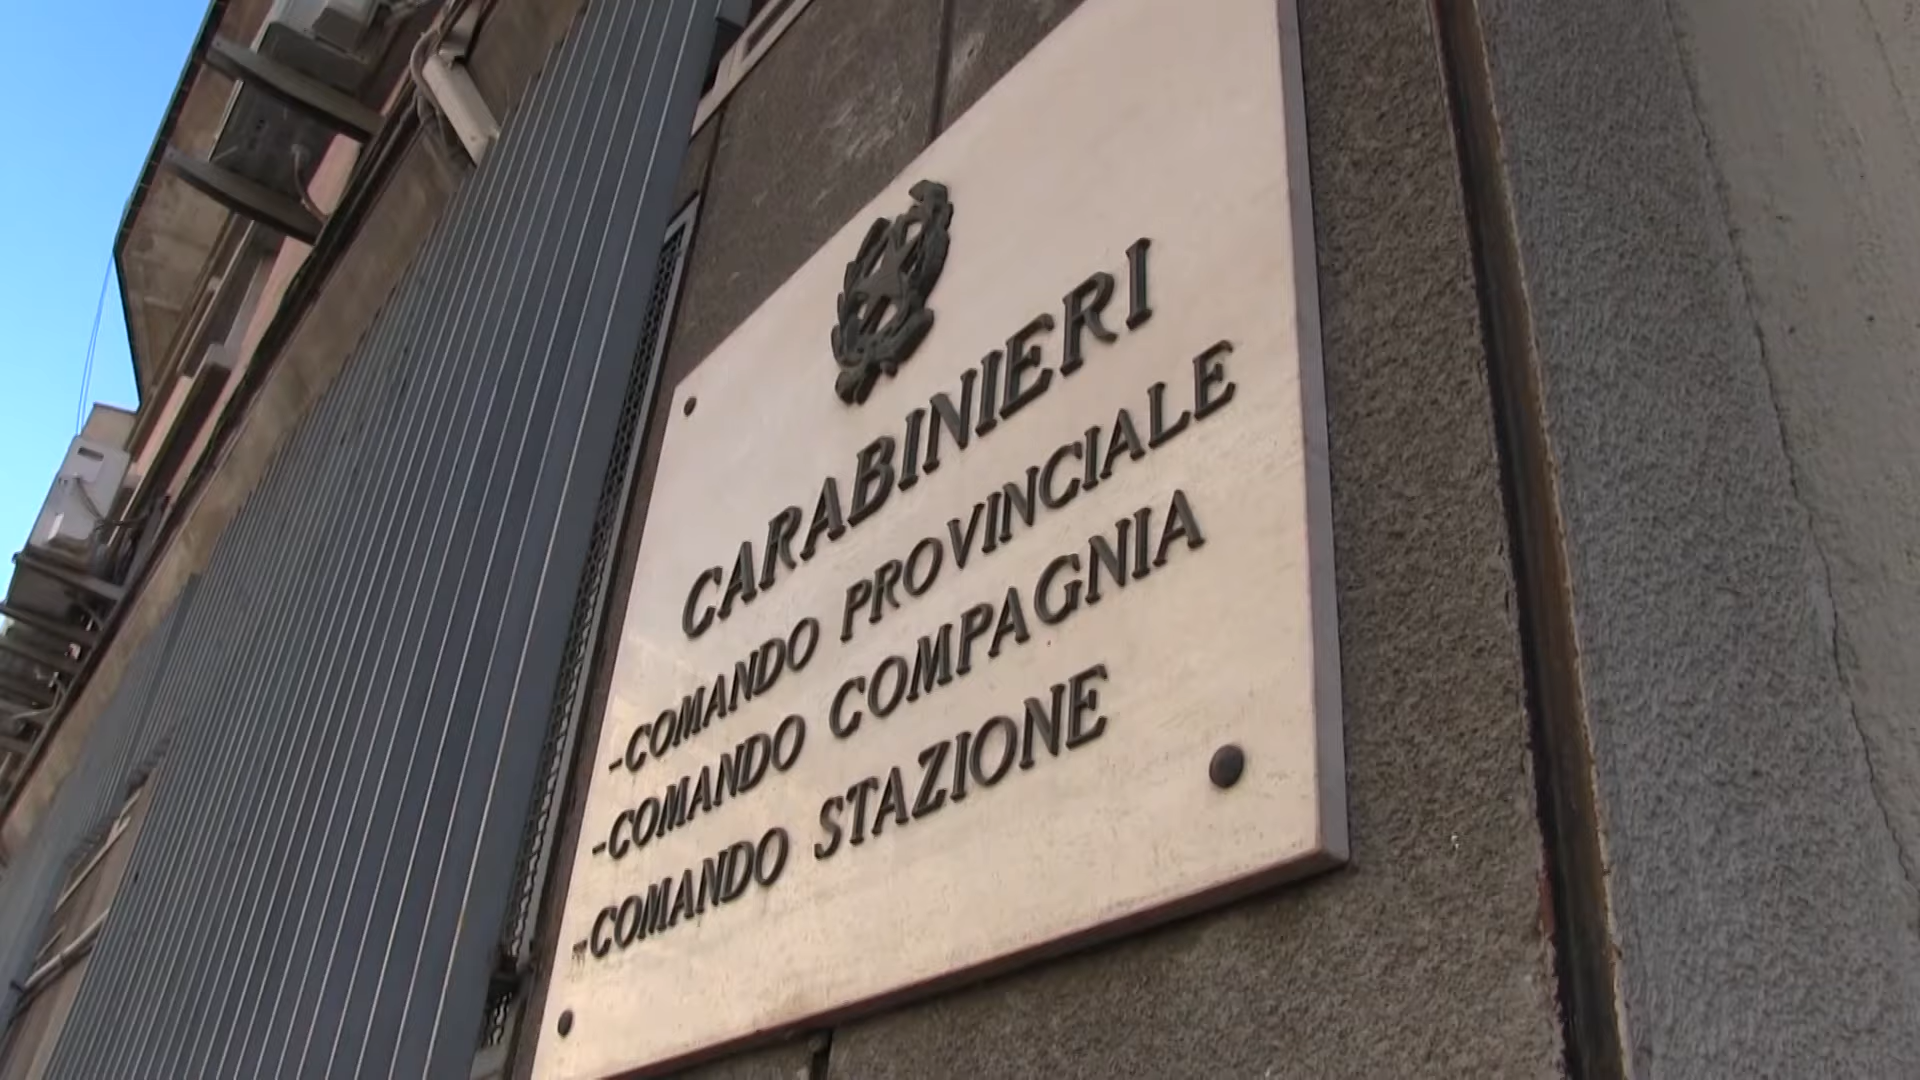 CARABINIERI
-COMANDO PROVINCIALE
-COMANDO COMPAGNIA
-COMANDO STAZIONE